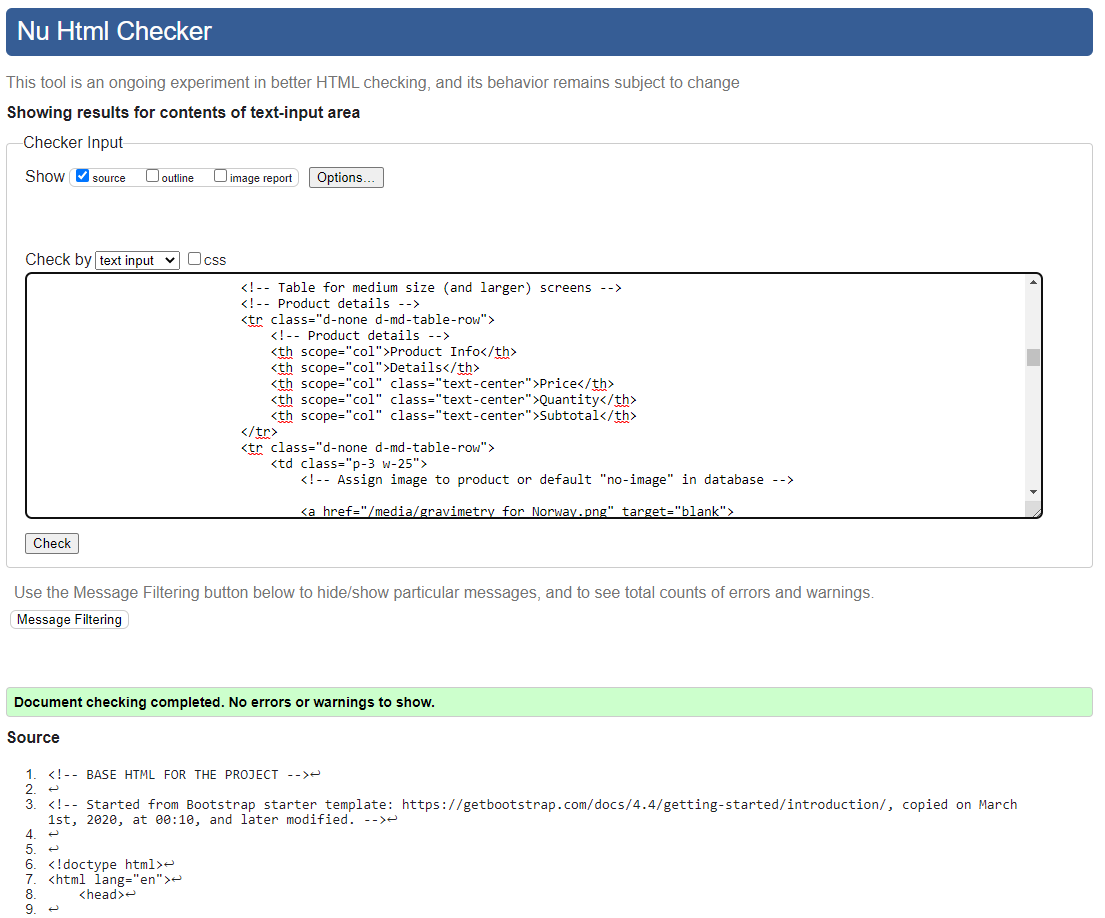 Nu Html Checker
This tool is an ongoing experiment in better HTML checking, and its behavior remains subject to change
Showing results for contents of text-input area
Checker Input
Show source outline image report Options...
Check by text input css
<!-- Table for medium size (and larger) screens -->
<!-- Product details -->
<tr class="d-none d-md-table-row">
<!-- Product details -->
<th scope="col">Product Info</th>
<th scope="col">Details</th>
<th scope="col" class="text-center">Price</th>
<th scope="col" class="text-center">Quantity</th>
<th scope="col" class="text-center">Subtotal</th>
</tr>
<tr class="d-none d-md-table-row">
<td class="p-3 w-25">
<!-- Assign image to product or default "no-image" in database -->
<a href="/media/gravimetry_for_Norway.png" target="blank">
Check
Use the Message Filtering button below to hide/show particular messages, and to see total counts of errors and warnings.
Message Filtering
Document checking completed. No errors or warnings to show.
Source
1. <!-- BASE HTML FOR THE PROJECT -->↩
2. ↩
3. <!-- Started from Bootstrap starter template: https://getbootstrap.com/docs/4.4/getting-started/introduction/, copied on March
1st, 2020, at 00:10, and later modified. -->↩
4. ↩
5. ↩
6. <!doctype html>↩
7. <html lang="en">↩
8. <head>↩
9. ↩